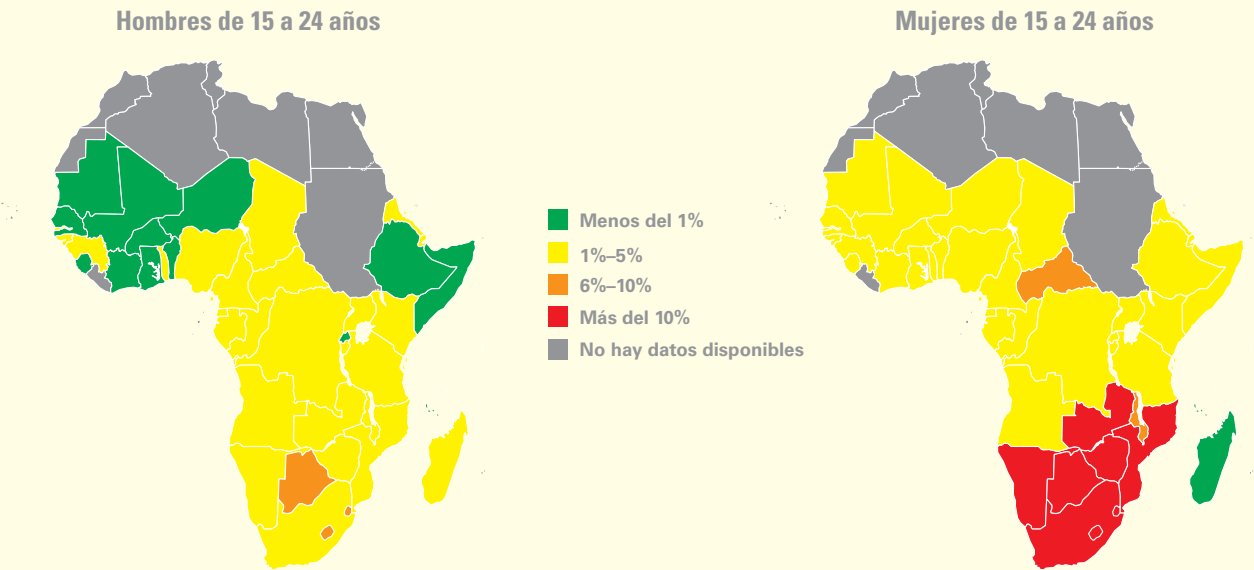 Hombres de 15 a 24 años
Mujeres de 15 a 24 años
Menos del 1%
1%–5%
6%–10%
Más del 10%
No hay datos disponibles